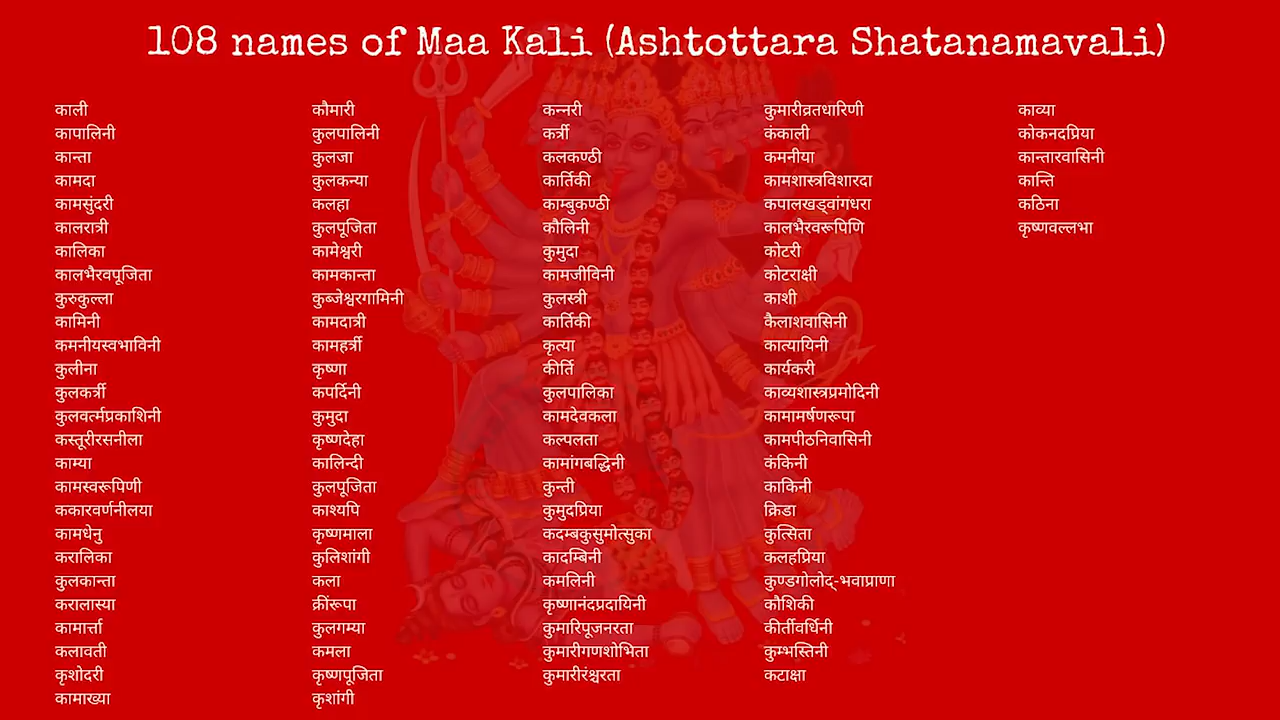 108 names of Maa Kali (Ashtottara Shatanamavali)
काली
कापालिनी
कान्ता
कामदा
कामसुंदरी
कालरात्री
कालिका
कालभैरवपूजिता
कुरुकुल्ला
कामिनी
कमनीयस्वभाविनी
कुलीना
कुलकर्त्री
कुलवर्त्मप्रकाशिनी
कस्तूरीरसनीला
काम्या
कामस्वरूपिणी
ककारवर्णनीलया
कामधेनु
करालिका
कुलकान्ता
करालास्या
कामार्त्ता
कलावती
कृशोदरी
कामाख्या
कौमारी
कुलपालिनी
कुलजा
कुलकन्या
कलहा
कुलपूजिता
कामेश्वरी
कामकान्ता
कुब्जेश्वरगामिनी
कामदात्री
कामहर्त्री
कृष्णा
कपर्दिनी
कुमुदा
कृष्णदेहा
कालिन्दी
कुलपूजिता
काश्यपि
कृष्णमाला
कुलिशांगी
कला
क्रींरूपा
कुलगम्या
कमला
कृष्णपूजिता
कृशांगी
कन्नरी
कर्त्री
कलकण्ठी
कार्तिकी
काम्बुकण्ठी
कौलिनी
कुमुदा
कामजीविनी
कुलस्त्री
कार्तिकी
कृत्या
कीर्ति
कुलपालिका
कामदेवकला
कल्पलता
कामांगबद्धिनी
कुन्ती
कुमुदप्रिया
कदम्बकुसुमोत्सुका
कादम्बिनी
कमलिनी
कृष्णानंदप्रदायिनी
कुमारिपूजनरता
कुमारीगणशोभिता
कुमारीरंश्चरता
कुमारीव्रतधारिणी
कंकाली
कमनीया
कामशास्त्रविशारदा
कपालखड्वांगधरा
कालभैरवरूपिणि
कोटरी
कोटराक्षी
काशी
कैलाशवासिनी
कात्यायिनी
कार्यकरी
काव्यशास्त्रप्रमोदिनी
कामामर्षणरूपा
कामपीठनिवासिनी
कंकिनी
काकिनी
क्रिडा
कुत्सिता
कलहप्रिया
कुण्डगोलोद्-भवाप्राणा
कौशिकी
कीर्तीवर्धिनी
कुम्भस्तिनी
कटाक्षा
काव्या
कोकनदप्रिया
कान्तारवासिनी
कान्ति
कठिना
कृष्णवल्लभा